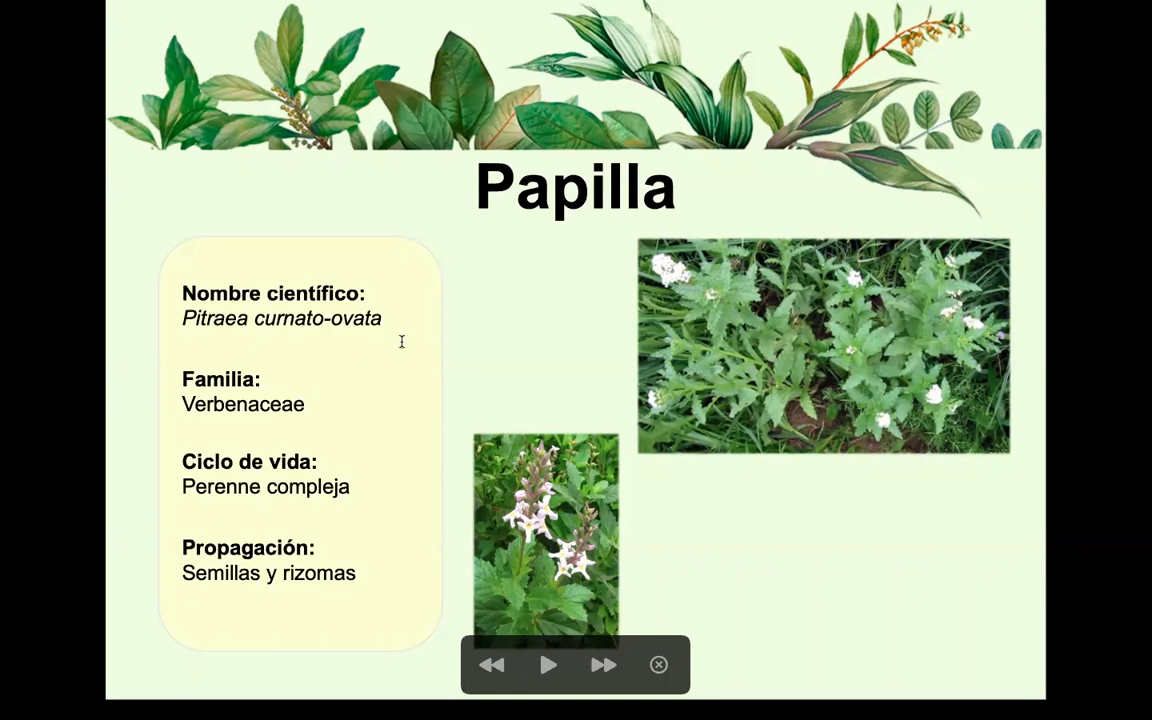 Papilla
Nombre científico:
Pitraea curnato-ovata
Familia:
Verbenaceae
Ciclo de vida:
Perenne compleja
Propagación:
Semillas y rizomas